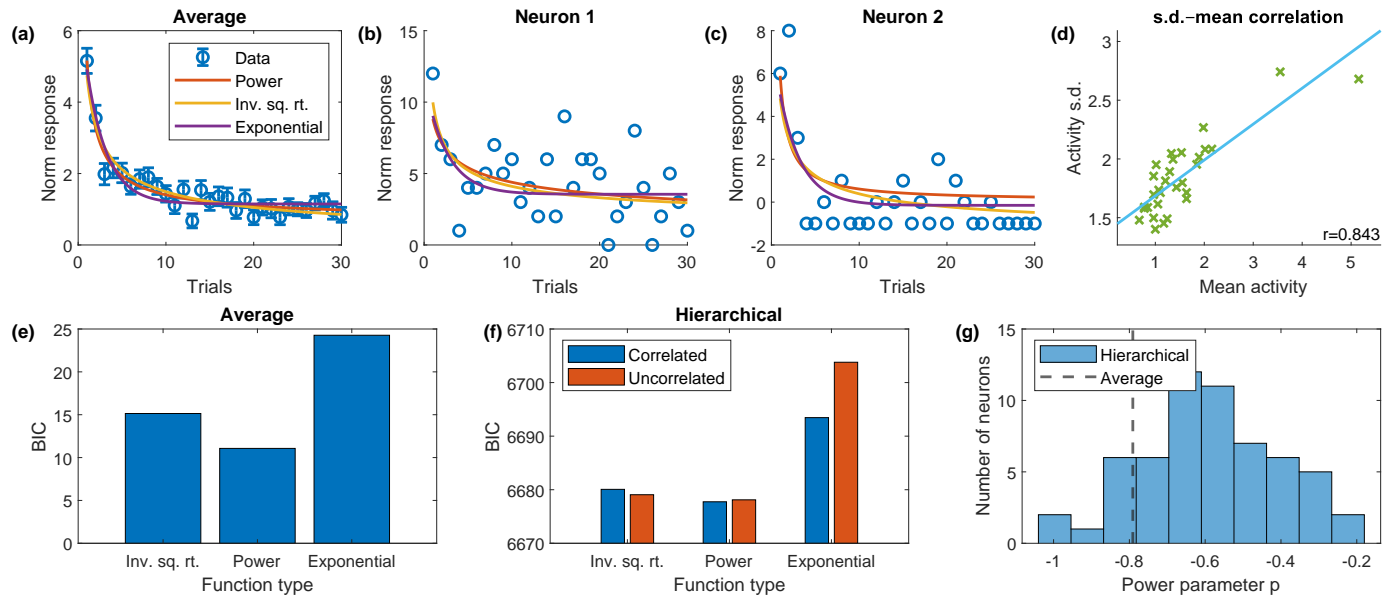 Average
(a)
6
4
2
0
0
10
20
30
Norm response
Trials
Data
Power
Inv. sq. rt.
Exponential
Neuron 1
(b)
15
10
5
0
0
10
20
30
Norm response
Trials
Neuron 2
(c)
8
6
4
2
0
-2
0
10
20
30
Norm response
Trials
s.d.−mean correlation
(d)
3
2.5
2
1.5
1
2
3
4
5
Activity s.d.
Mean activity
r=0.843
Average
(e)
25
20
15
10
5
0
BIC
Inv. sq. rt.
Power
Exponential
Function type
Hierarchical
(f)
6710
6700
6690
6680
6670
BIC
Correlated
Uncorrelated
Inv. sq. rt.
Power
Exponential
Function type
(g)
15
10
5
0
Number of neurons
Hierarchical
Average
-1
-0.8
-0.6
-0.4
-0.2
Power parameter p